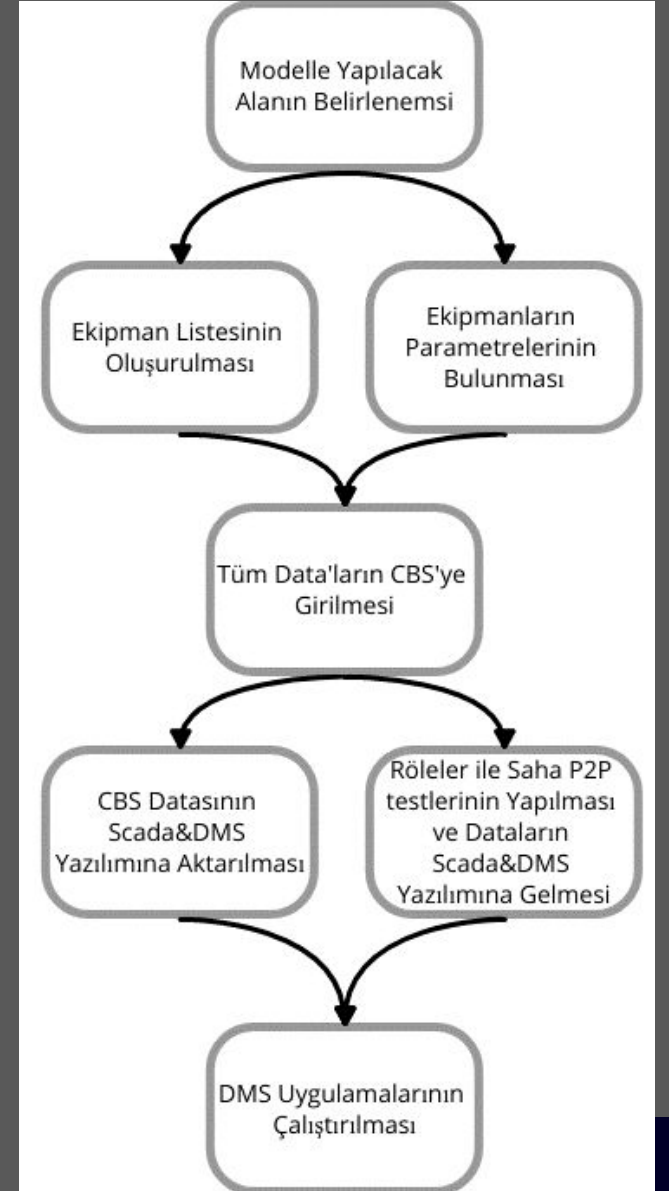 Modelle Yapılacak
Alanın Belirlenemsi
Ekipman Listesinin
Oluşurulması
Ekipmanların
Parametrelerinin
Bulunması
Tüm Data'ların CBS'ye
Girilmesi
CBS Datasının
Scada&DMS
Yazılımına Aktarılması
Röleler ile Saha P2P
testlerinin Yapılması
ve Dataların
Scada&DMS
Yazılımına Gelmesi
DMS Uygulamalarının
Çalıştırılması